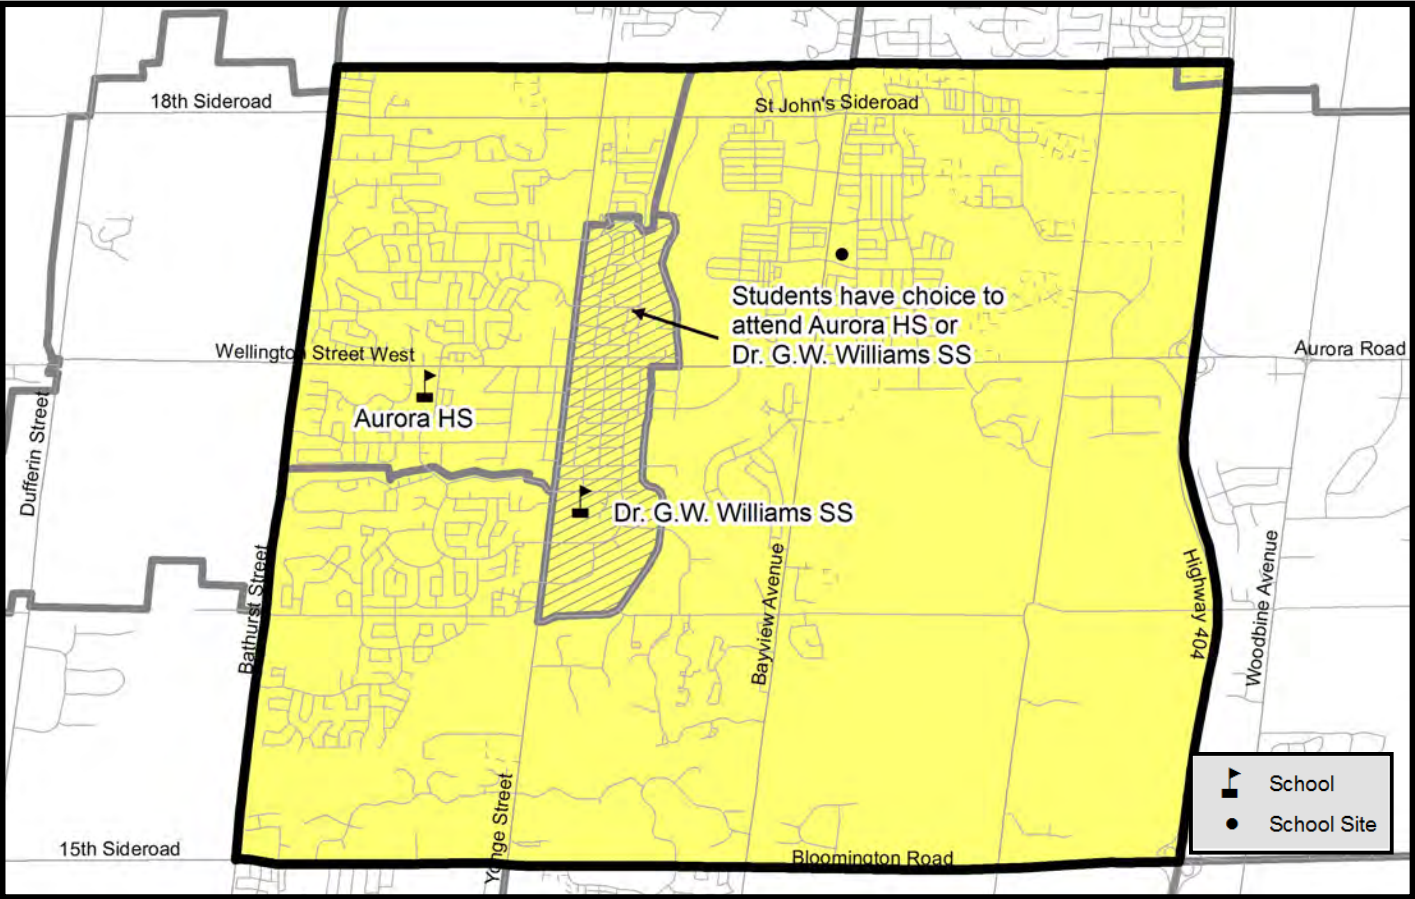 18th Sideroad
St John's Sideroad
Students have choice to
attend Aurora HS or
Dr. G.W. Williams SS
Wellington Street West
Aurora Road
Aurora HS
Dufferin Street
Dr. G.W. Williams SS
Bathurst Street
Bayview Avenue
Highway 404
Woodbine Avenue
Yonge Street
School
School Site
15th Sideroad
Bloomington Road